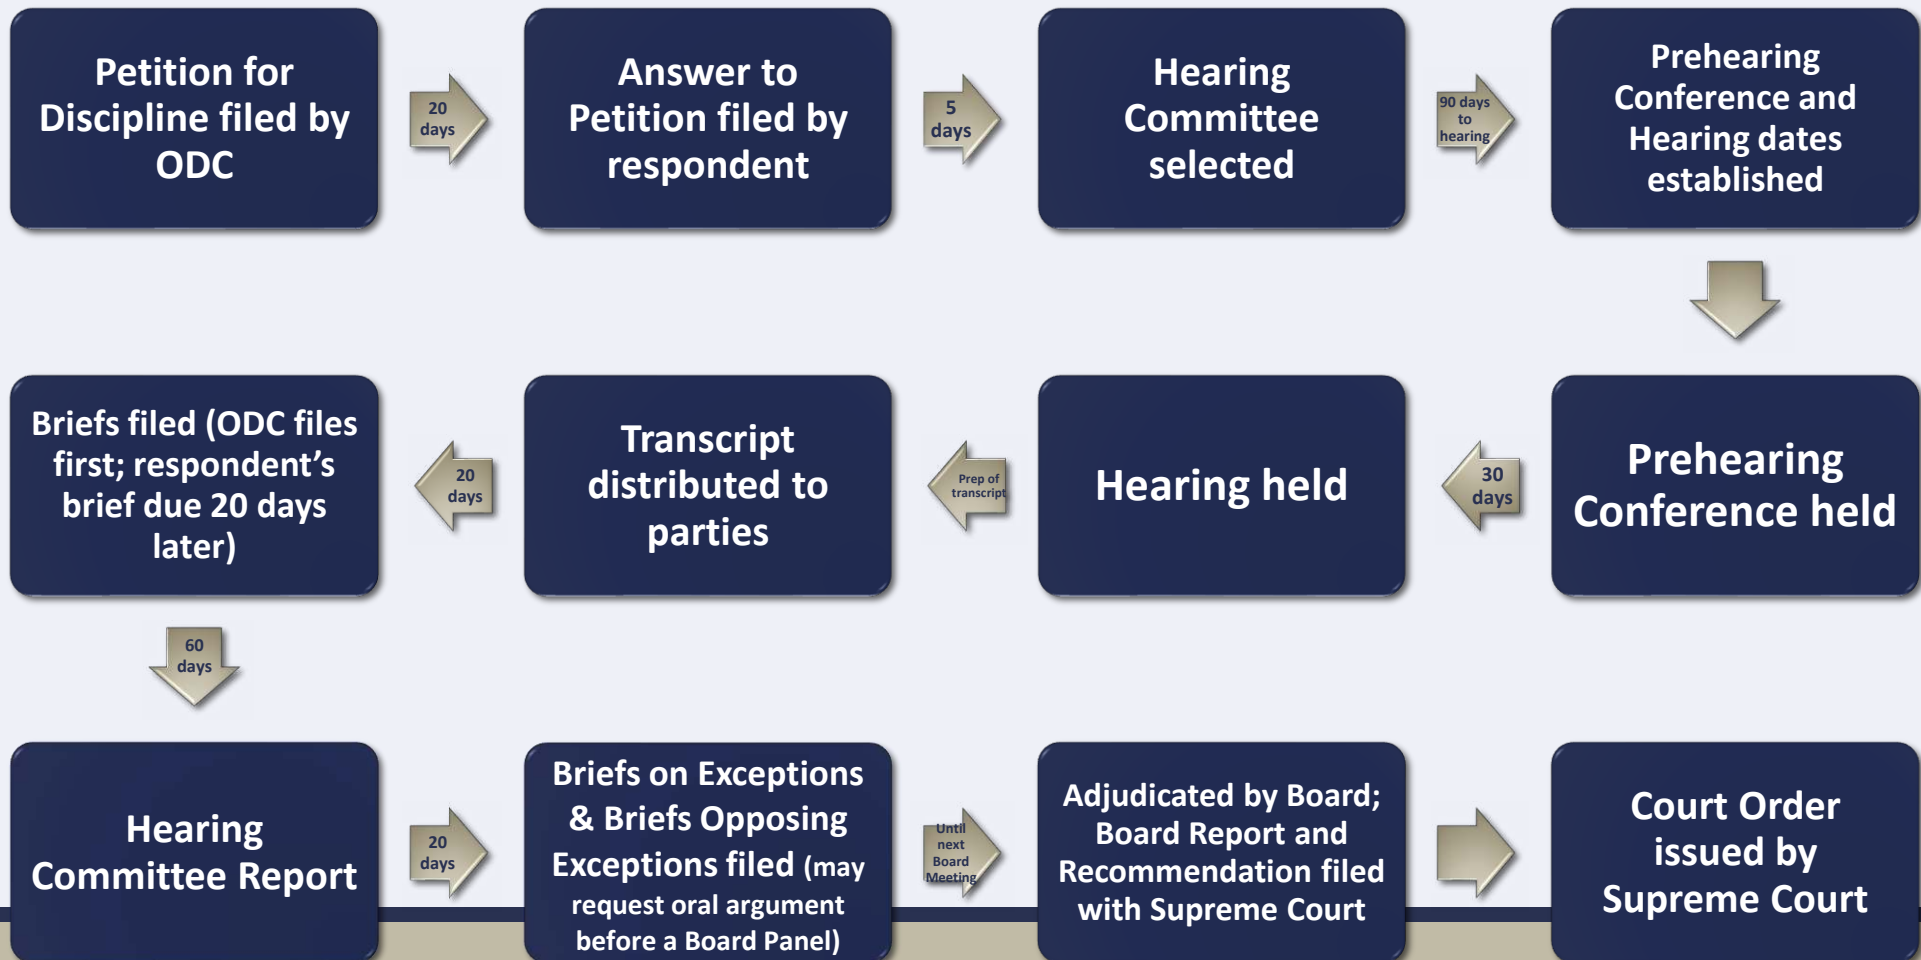 Petition for
Discipline filed by
ODC
20
days
Answer to
Petition filed by
respondent
5
days
Hearing
Committee
selected
90 days
to
hearing
Prehearing
Conference and
Hearing dates
established
Prehearing
Conference held
30
days
Hearing held
Prep of
transcript
Transcript
distributed to
parties
20
days
Briefs filed (ODC files
first; respondent’s
brief due 20 days
later)
60
days
Hearing
Committee Report
20
days
Briefs on Exceptions
& Briefs Opposing
Exceptions filed (may
request oral argument
before a Board Panel)
Until
next
Board
Meeting
Adjudicated by Board;
Board Report and
Recommendation filed
with Supreme Court
Court Order
issued by
Supreme Court